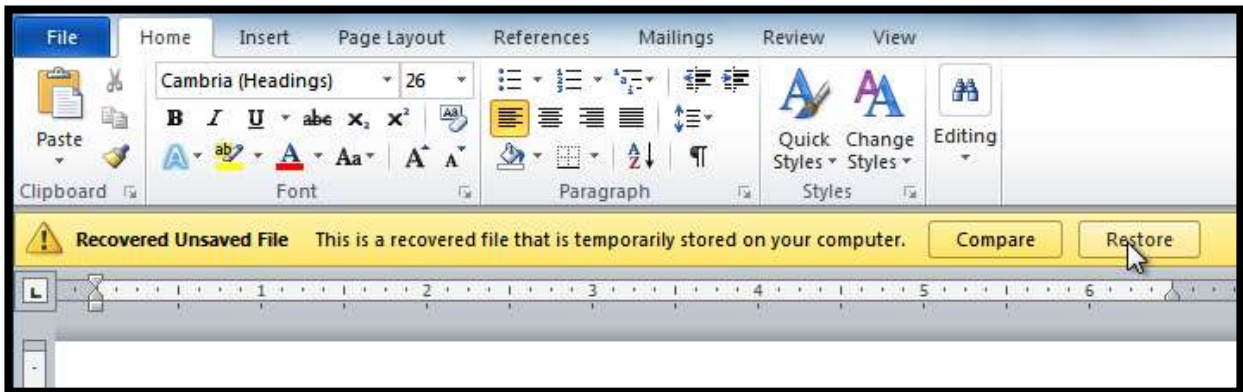 File Home Insert Page Layout References Mailings Review View
Cambria (Headings) 26
B I U abc x₂ x² Aa
Paste
ab A Aa A A
Quick Styles
Change Styles
Editing
Clipboard Font Paragraph Styles
Recovered Unsaved File This is a recovered file that is temporarily stored on your computer. Compare Restore
L 1 2 3 4 5 6